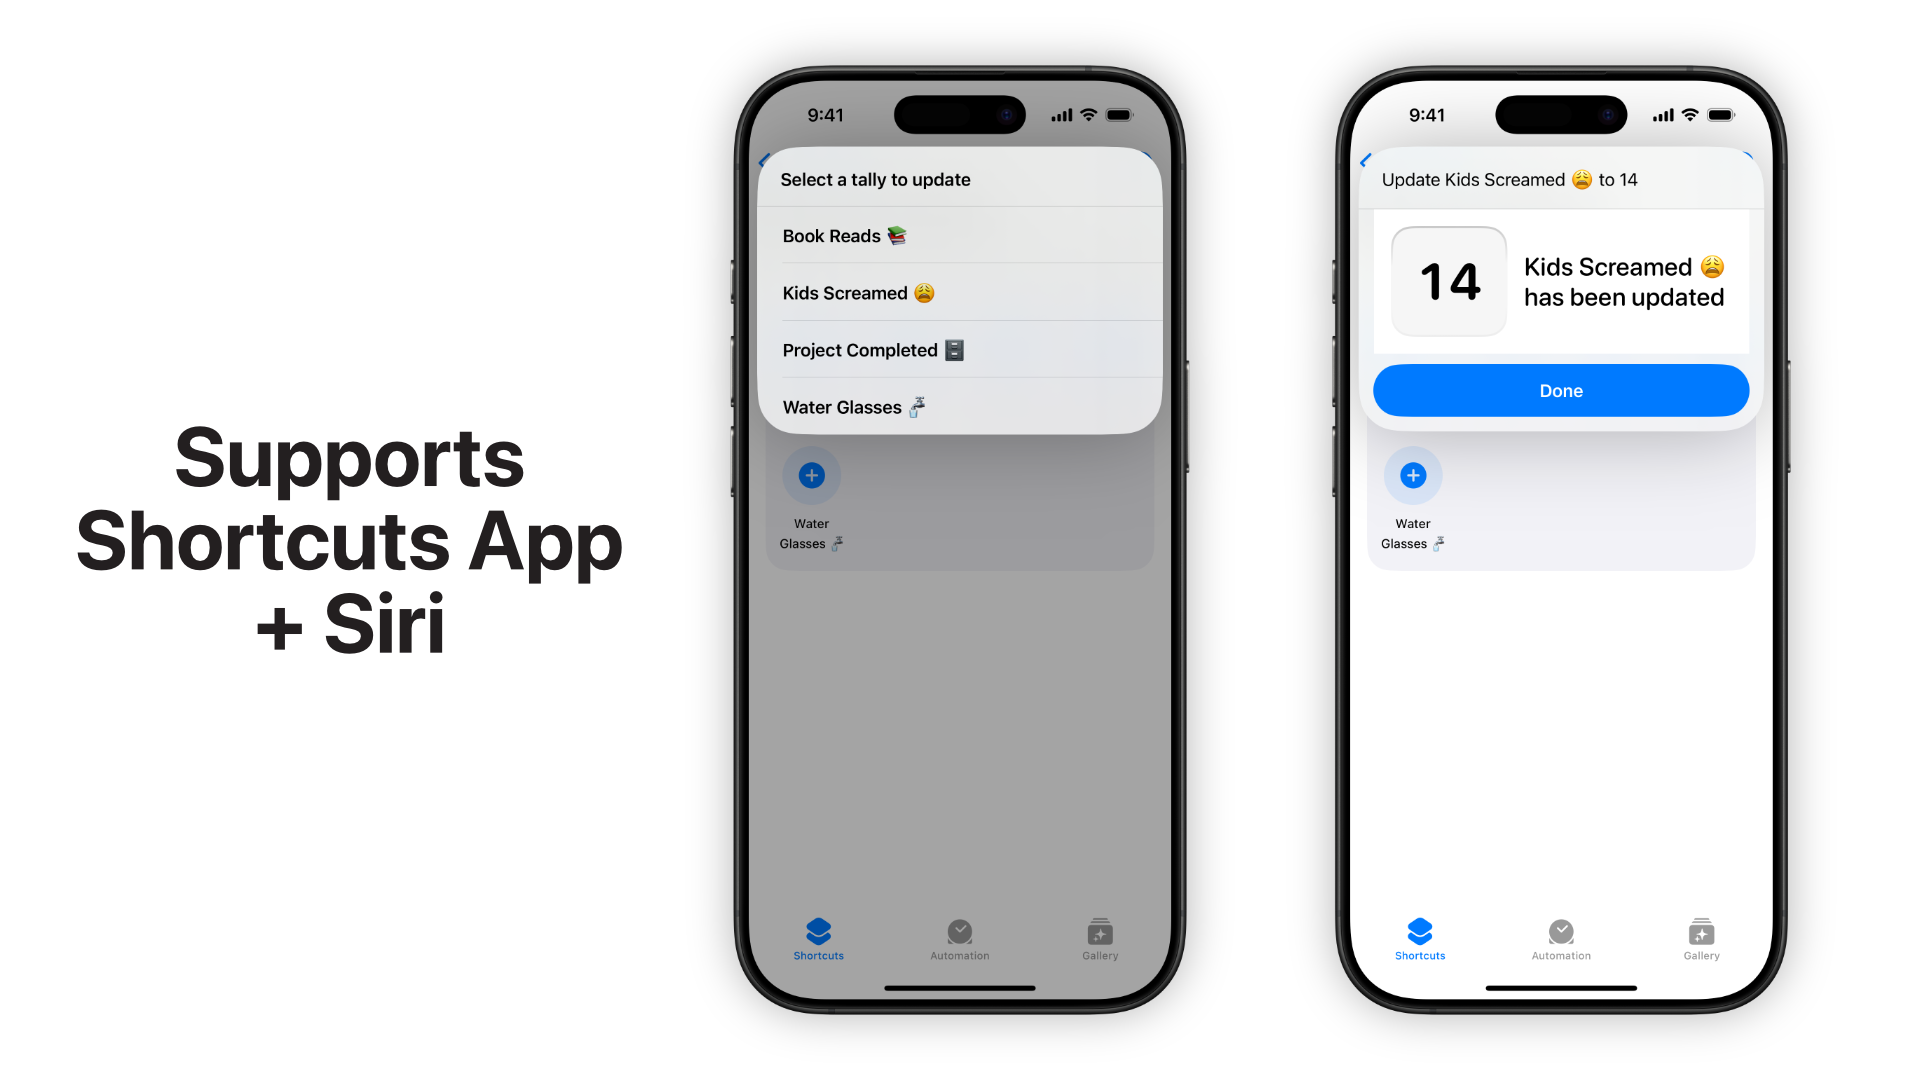 Supports
Shortcuts App
+ Siri
9:41
Select a tally to update
Book Reads 📚
Kids Screamed 😩
Project Completed 🗄️
Water Glasses 🚰
Water
Glasses 🚰
Shortcuts
Automation
Gallery
9:41
Update Kids Screamed 😩 to 14
14
Kids Screamed 😩
has been updated
Done
Water
Glasses 🚰
Shortcuts
Automation
Gallery